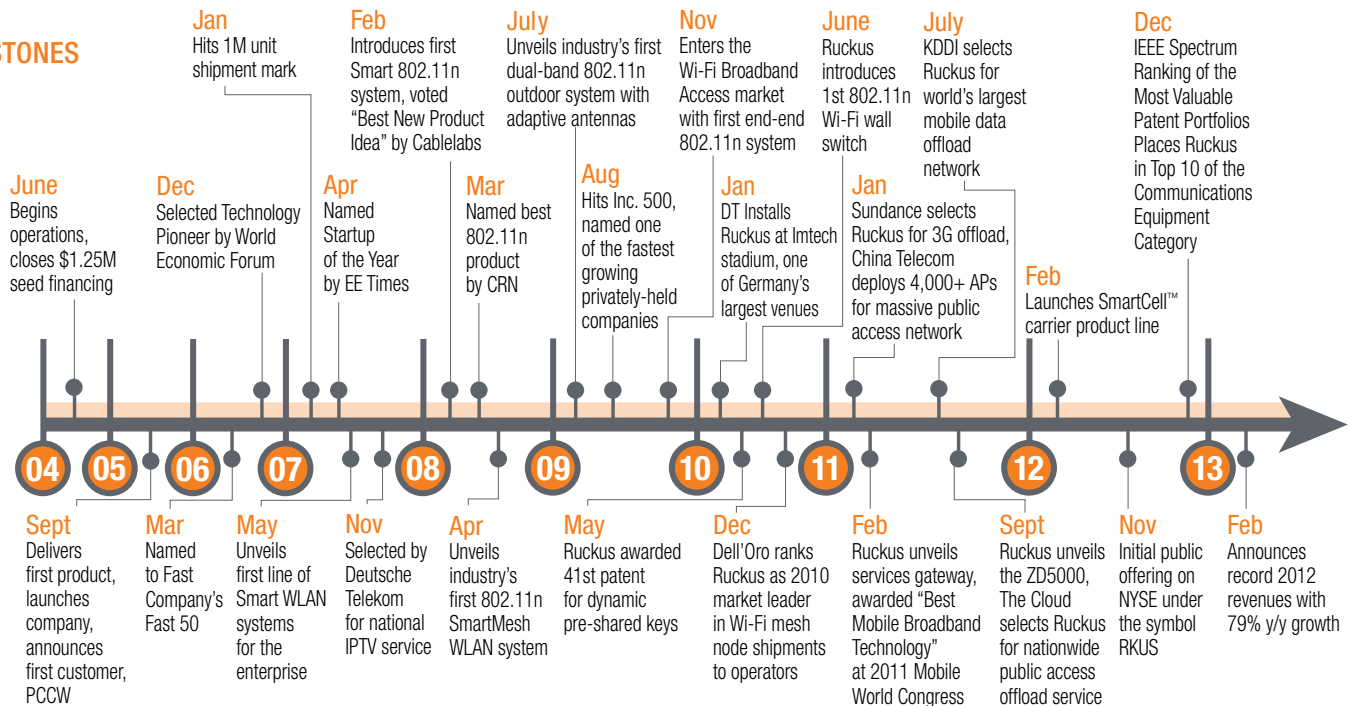 STONES
Jan
Hits 1M unit
shipment mark
Feb
Introduces first
Smart 802.11n
system, voted
“Best New Product
Idea” by Cablelabs
July
Unveils industry’s first
dual-band 802.11n
outdoor system with
adaptive antennas
Nov
Enters the
Wi-Fi Broadband
Access market
with first end-end
802.11n system
June
Ruckus
introduces
1st 802.11n
Wi-Fi wall
switch
July
KDDI selects
Ruckus for
world’s largest
mobile data
offload
network
Dec
IEEE Spectrum
Ranking of the
Most Valuable
Patent Portfolios
Places Ruckus
in Top 10 of the
Communications
Equipment
Category
June
Begins
operations,
closes $1.25M
seed financing
Dec
Selected Technology
Pioneer by World
Economic Forum
Apr
Named
Startup
of the Year
by EE Times
Mar
Named best
802.11n
product
by CRN
Aug
Hits Inc. 500,
named one
of the fastest
growing
privately-held
companies
Jan
DT Installs
Ruckus at Imtech
stadium, one
of Germany’s
largest venues
Jan
Sundance selects
Ruckus for 3G offload,
China Telecom
deploys 4,000+ APs
for massive public
access network
Feb
Launches SmartCell™
carrier product line
04
05
06
07
08
09
10
11
12
13
Sept
Delivers
first product,
launches
company,
announces
first customer,
PCCW
Mar
Named
to Fast
Company’s
Fast 50
May
Unveils
first line of
Smart WLAN
systems
for the
enterprise
Nov
Selected by
Deutsche
Telekom
for national
IPTV service
Apr
Unveils
industry’s
first 802.11n
SmartMesh
WLAN system
May
Ruckus awarded
41st patent
for dynamic
pre-shared keys
Dec
Dell’Oro ranks
Ruckus as 2010
market leader
in Wi-Fi mesh
node shipments
to operators
Feb
Ruckus unveils
services gateway,
awarded “Best
Mobile Broadband
Technology”
at 2011 Mobile
World Congress
Sept
Ruckus unveils
the ZD5000,
The Cloud
selects Ruckus
for nationwide
public access
offload service
Nov
Initial public
offering on
NYSE under
the symbol
RKUS
Feb
Announces
record 2012
revenues with
79% y/y growth